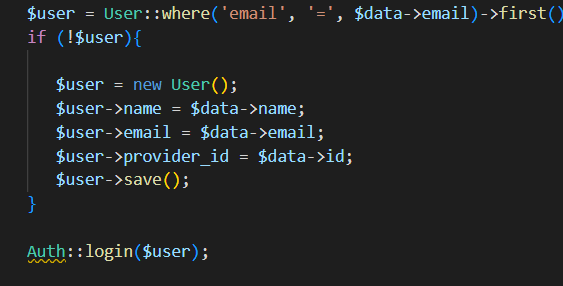 $user = User::where('email', '=', $data->email)->first()
if (!$user){
$user = new User();
$user->name = $data->name;
$user->email = $data->email;
$user->provider_id = $data->id;
$user->save();
}
Auth::login($user);